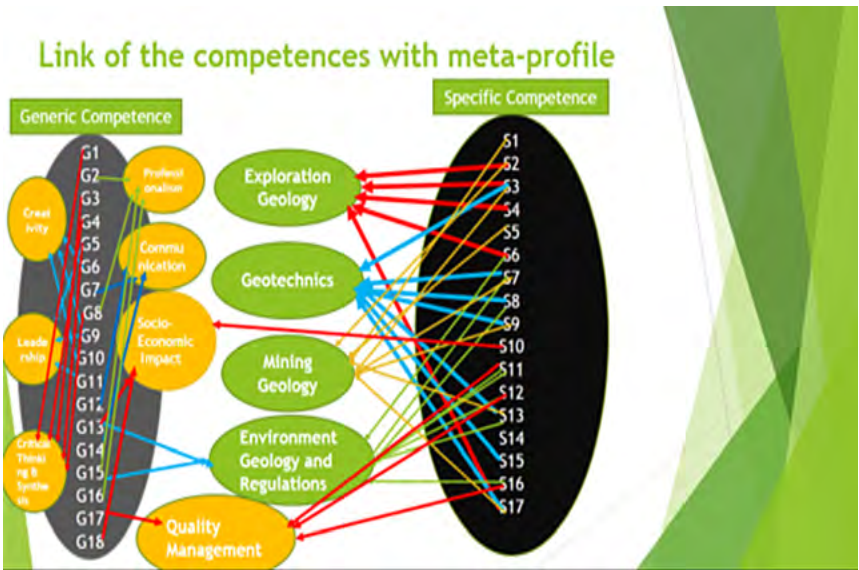 Link of the competences with meta-profile
Generic Competence
Specific Competence
G1
G2
G3
G4
G5
G6
G7
G8
G9
G10
G11
G12
G13
G14
G15
G16
G17
G18
Creat
ivity
Leade
rship
Critical
Thinki
ng &
Synthe
sis
Professi
onalism
Commu
nication
Socio-
Economic
Impact
Exploration
Geology
Geotechnics
Mining
Geology
Environment
Geology and
Regulations
Quality
Management
S1
S2
S3
S4
S5
S6
S7
S8
S9
S10
S11
S12
S13
S14
S15
S16
S17